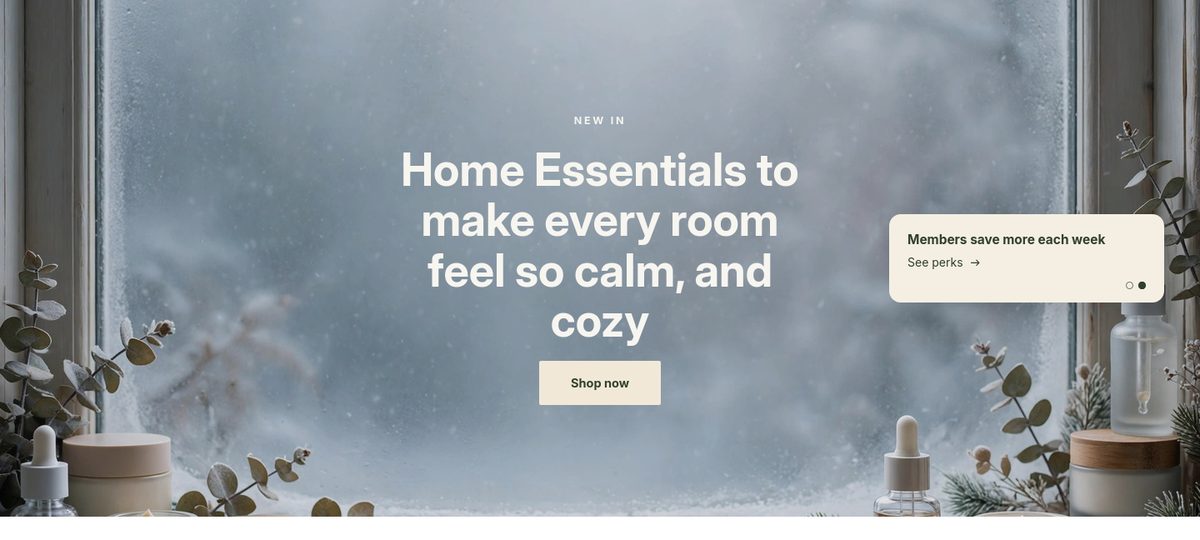 NEW IN
Home Essentials to
make every room
feel so calm, and
cozy
Shop now
Members save more each week
See perks →